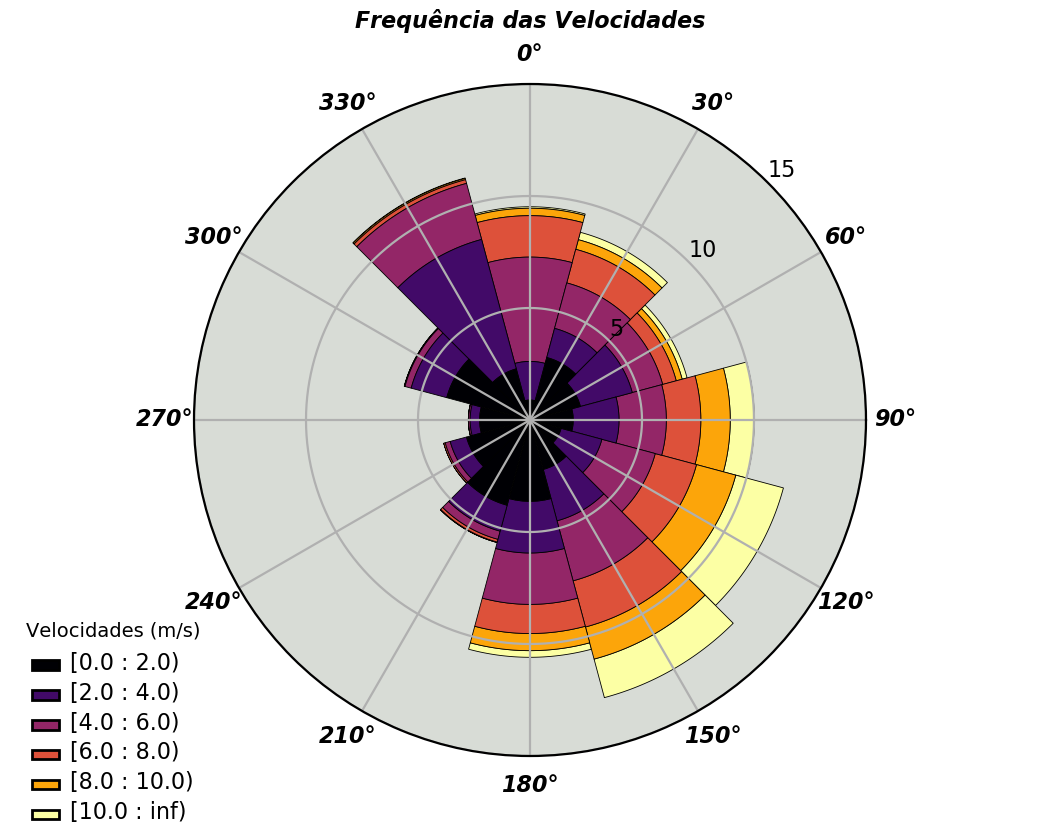 Frequência das Velocidades
0°
330°
30°
15
300°
60°
10
5
270°
90°
240°
120°
210°
150°
180°
Velocidades (m/s)
[0.0 : 2.0)
[2.0 : 4.0)
[4.0 : 6.0)
[6.0 : 8.0)
[8.0 : 10.0)
[10.0 : inf)